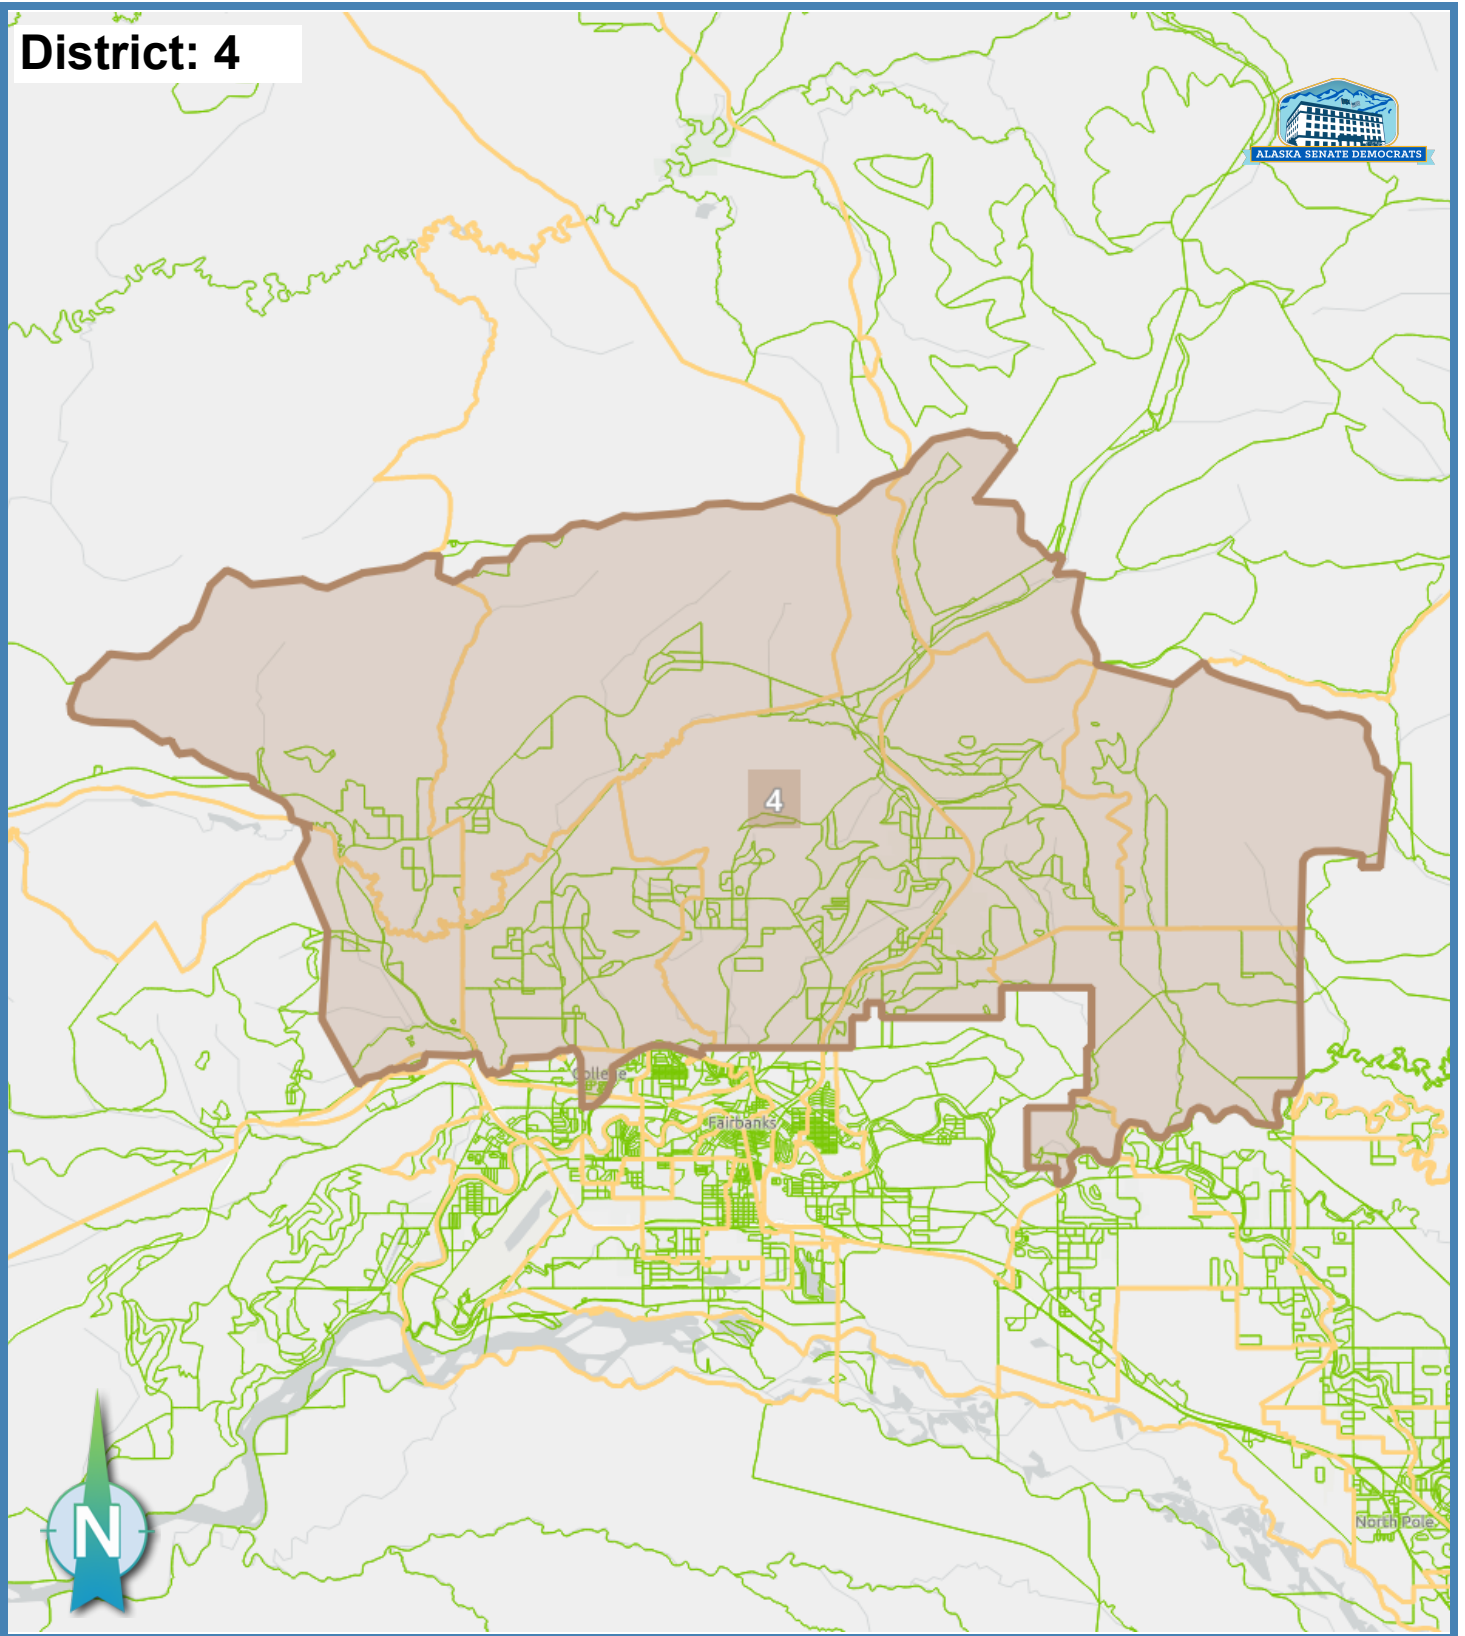 District: 4
ALASKA SENATE DEMOCRATS
4
College
Fairbanks
North Pole
N